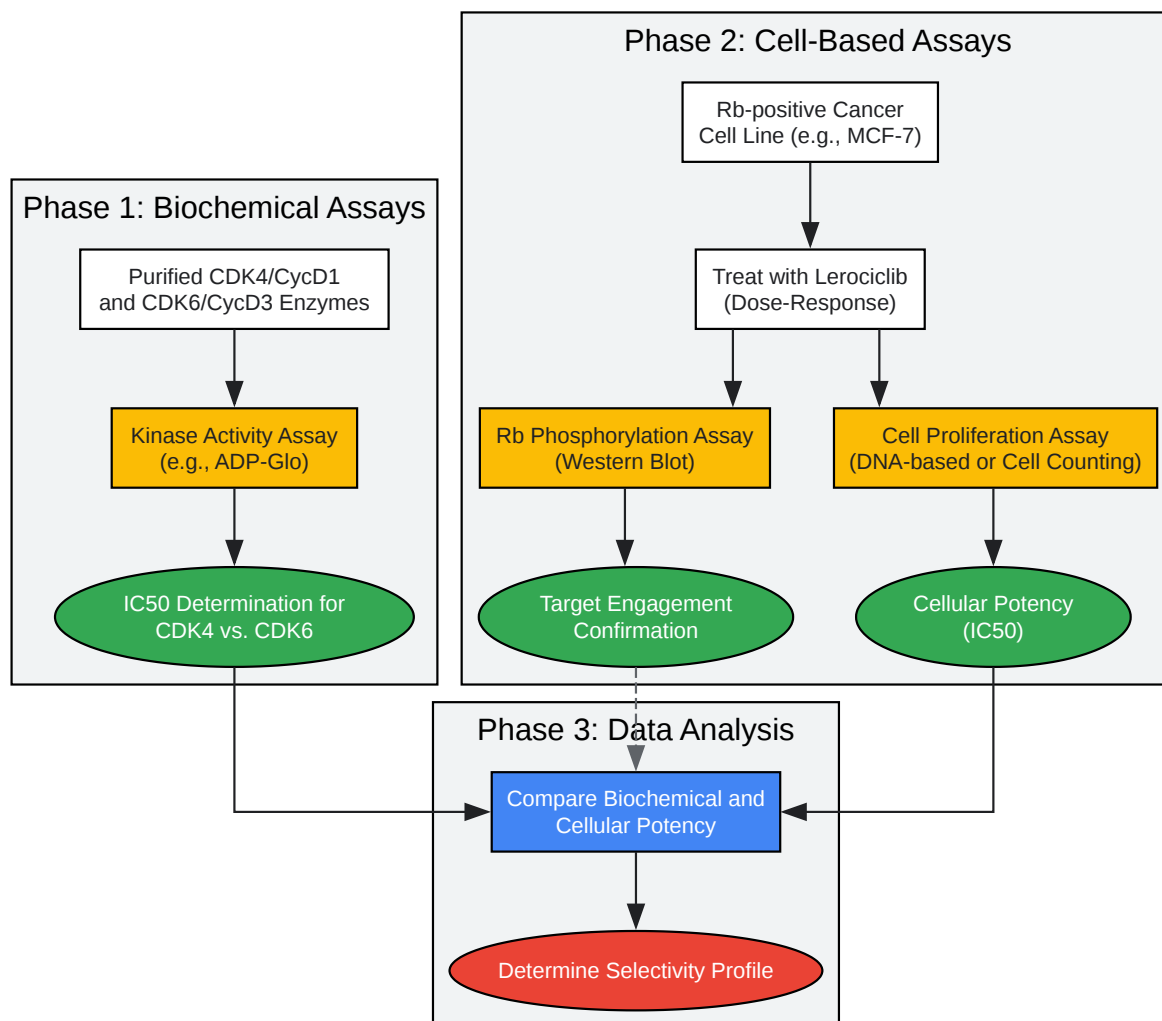 Phase 1: Biochemical Assays
Purified CDK4/CycD1
and CDK6/CycD3 Enzymes
Kinase Activity Assay
(e.g., ADP-Glo)
IC50 Determination for
CDK4 vs. CDK6
Phase 2: Cell-Based Assays
Rb-positive Cancer
Cell Line (e.g., MCF-7)
Treat with Lerociclib
(Dose-Response)
Rb Phosphorylation Assay
(Western Blot)
Cell Proliferation Assay
(DNA-based or Cell Counting)
Target Engagement
Confirmation
Cellular Potency
(IC50)
Phase 3: Data Analysis
Compare Biochemical and
Cellular Potency
Determine Selectivity Profile